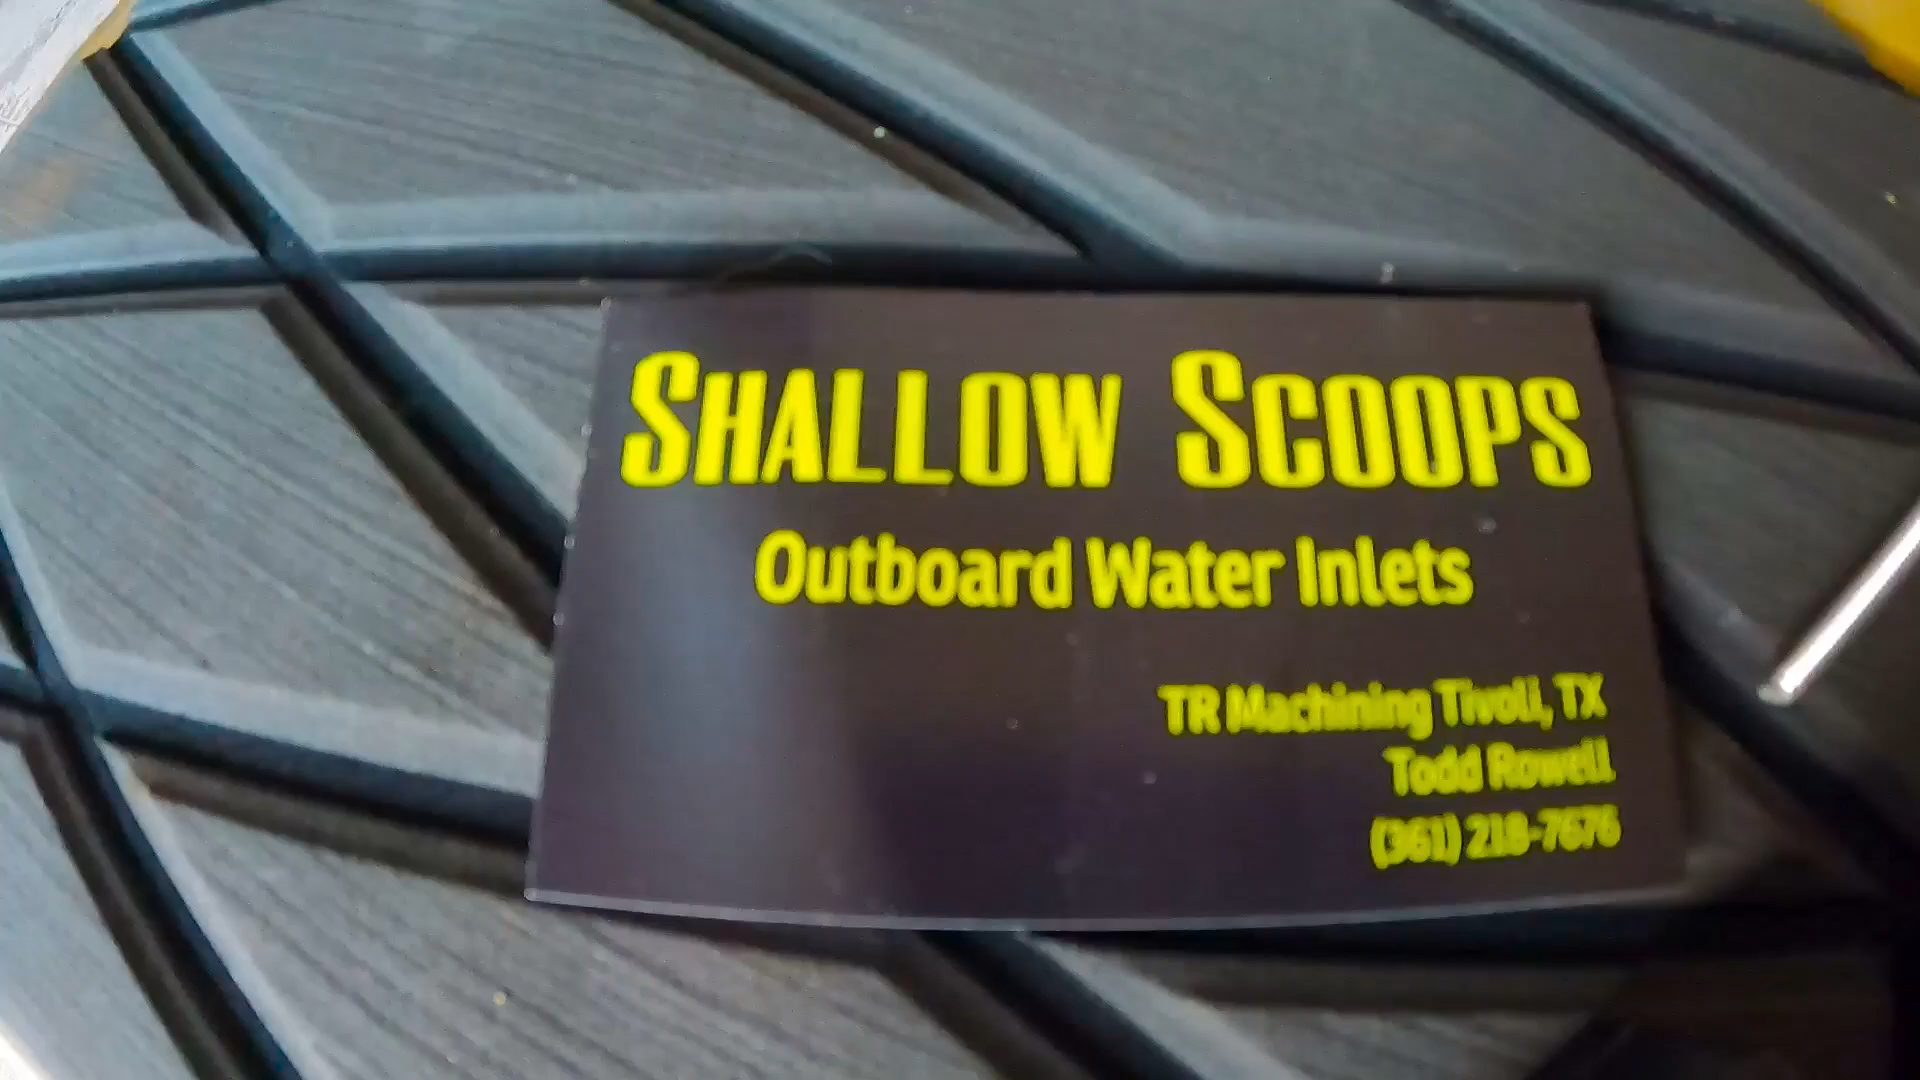 SHALLOW SCOOPS
Outboard Water Inlets
TR Machining Tivoli, TX
Todd Rowell
(361) 218-7676